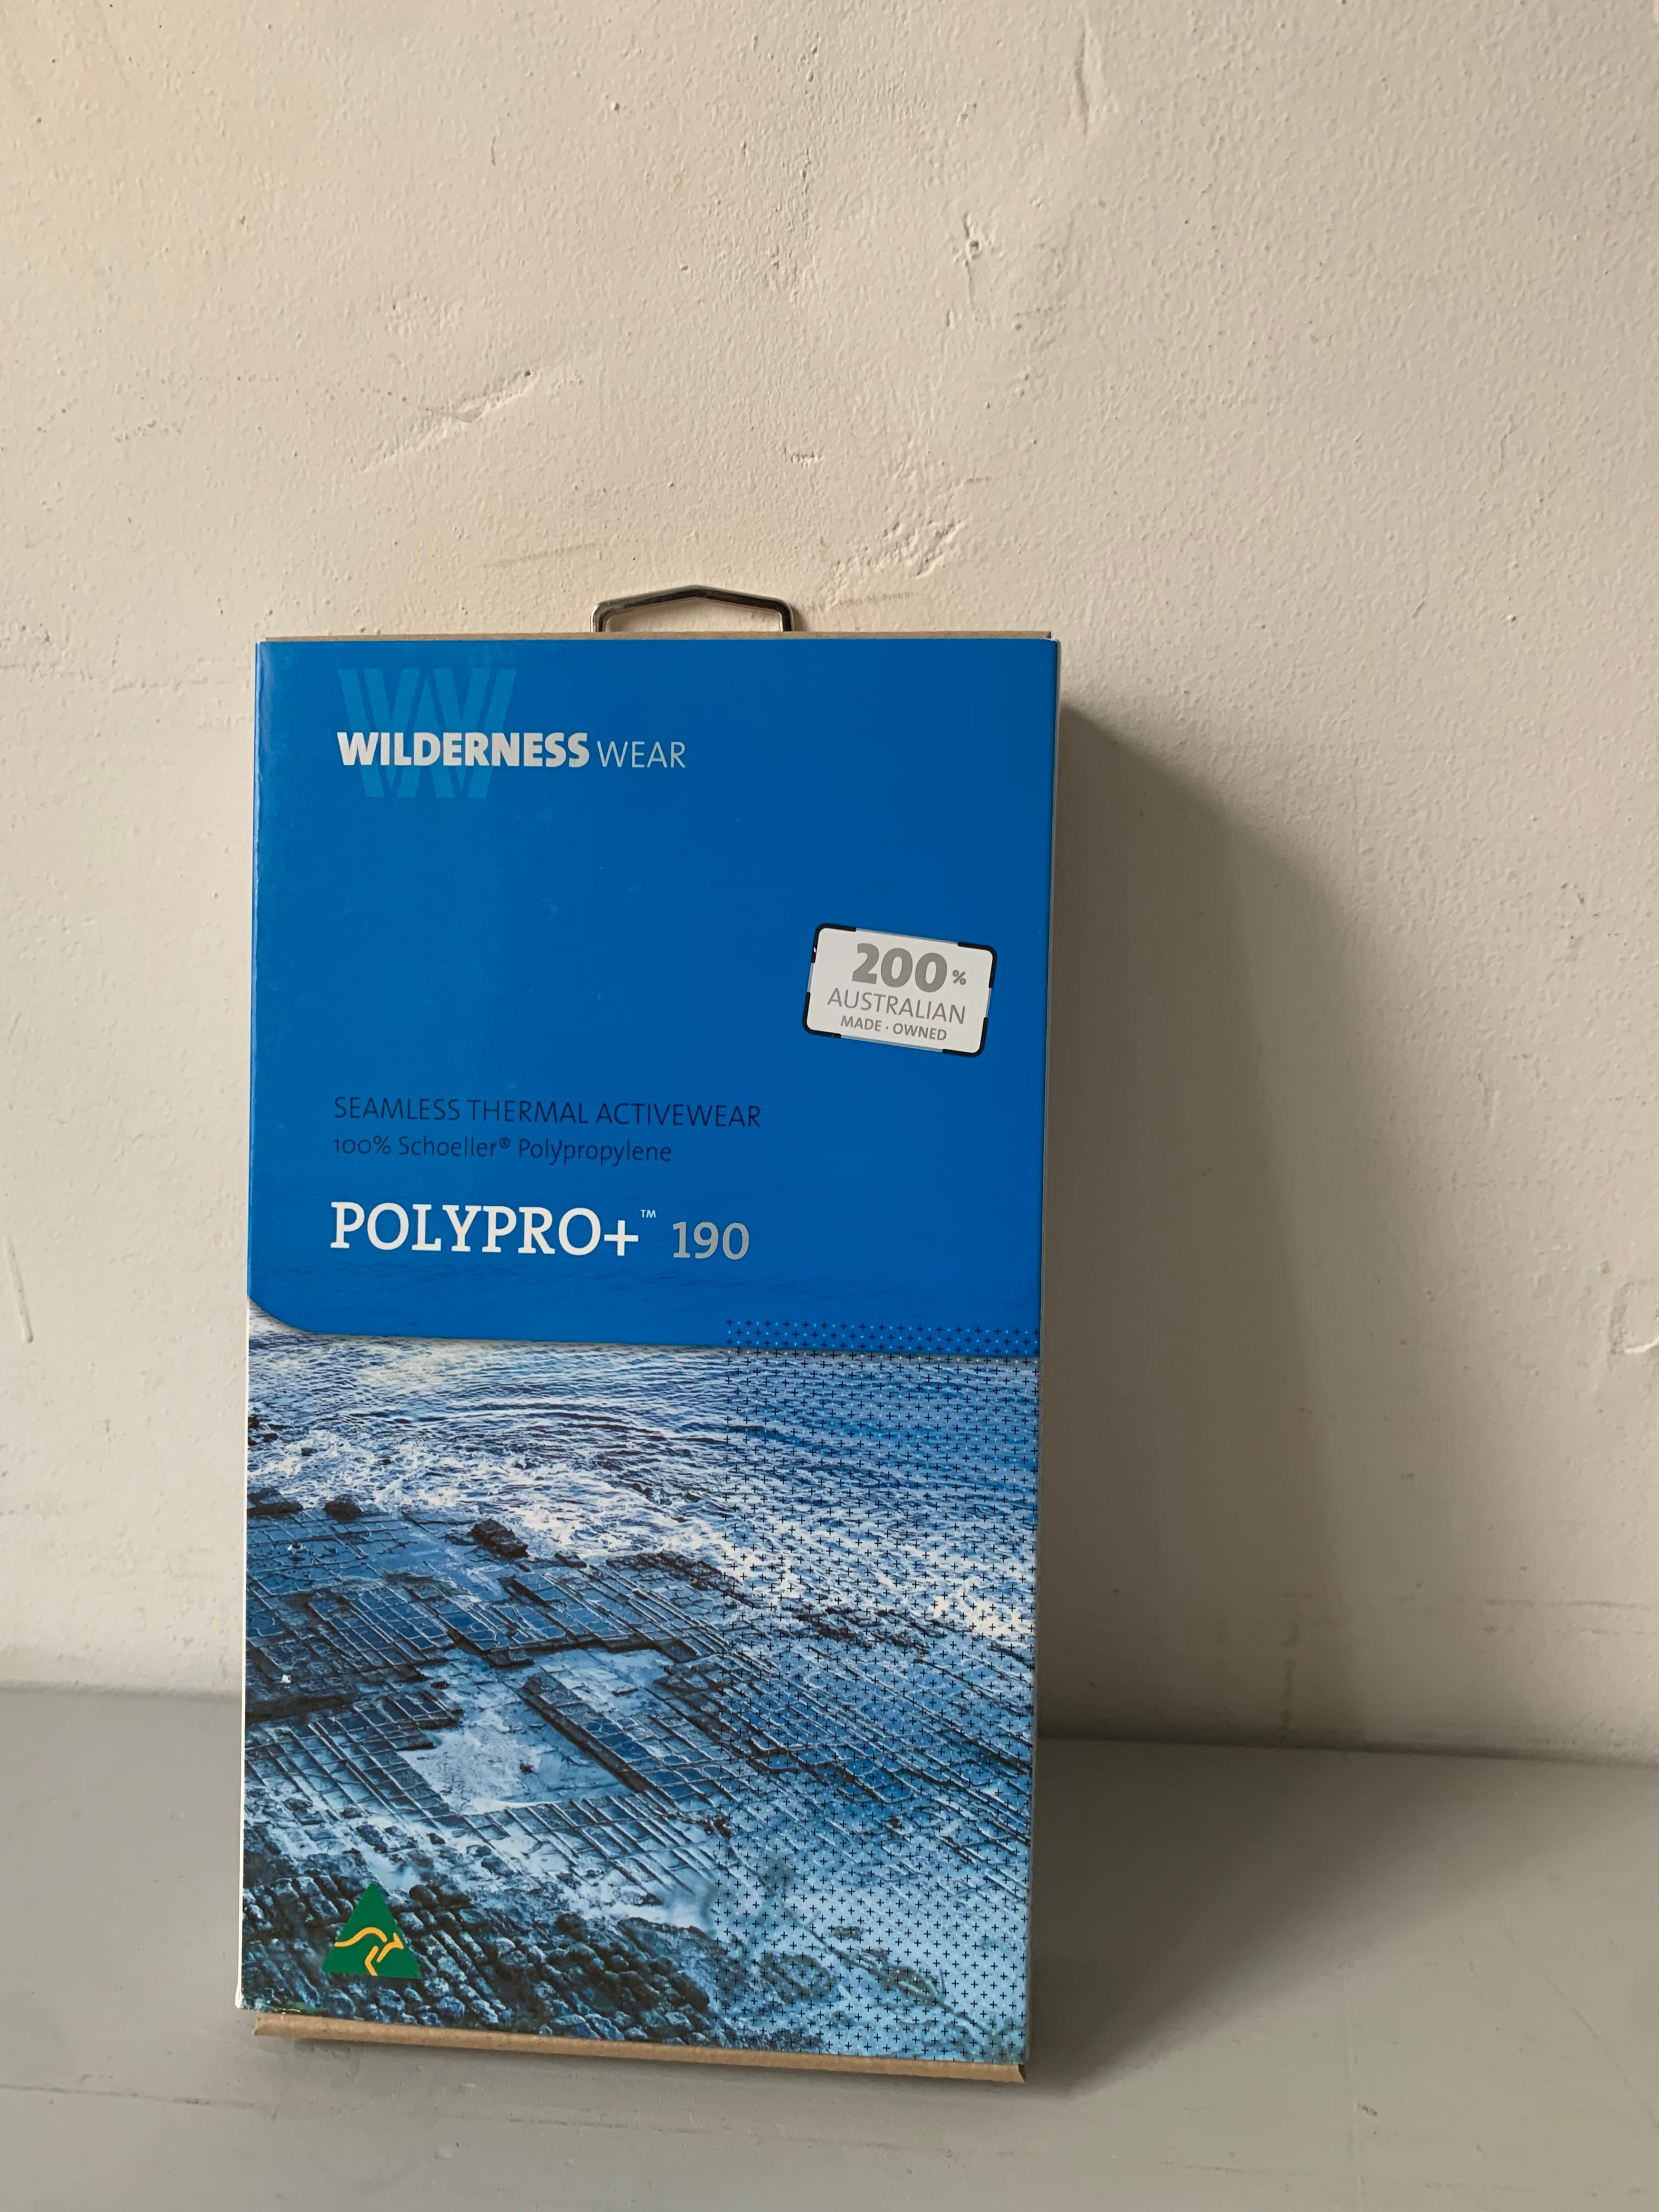 WILDERNESS WEAR
200%
AUSTRALIAN
MADE · OWNED
SEAMLESS THERMAL ACTIVEWEAR
100% Schoeller® Polypropylene
POLYPRO+™ 190